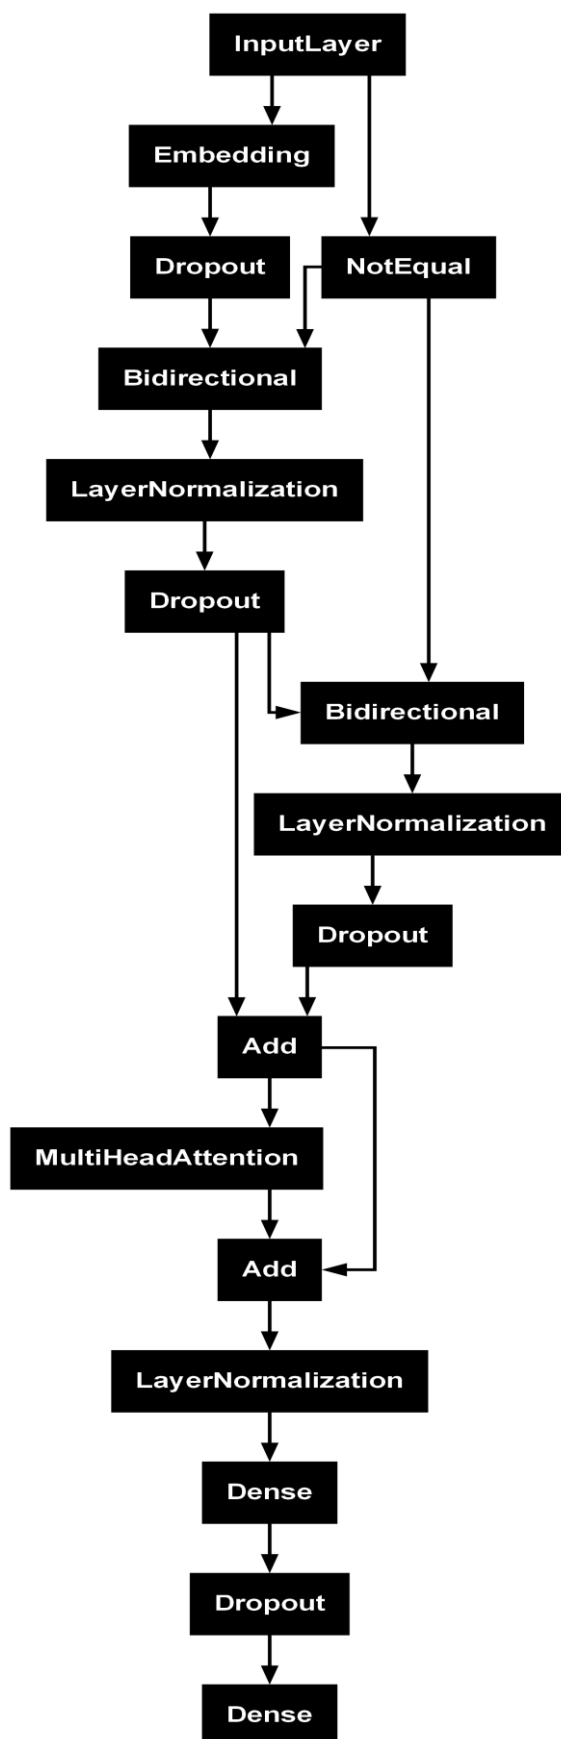 InputLayer
Embedding
Dropout
NotEqual
Bidirectional
LayerNormalization
Dropout
Bidirectional
LayerNormalization
Dropout
Add
MultiHeadAttention
Add
LayerNormalization
Dense
Dropout
Dense